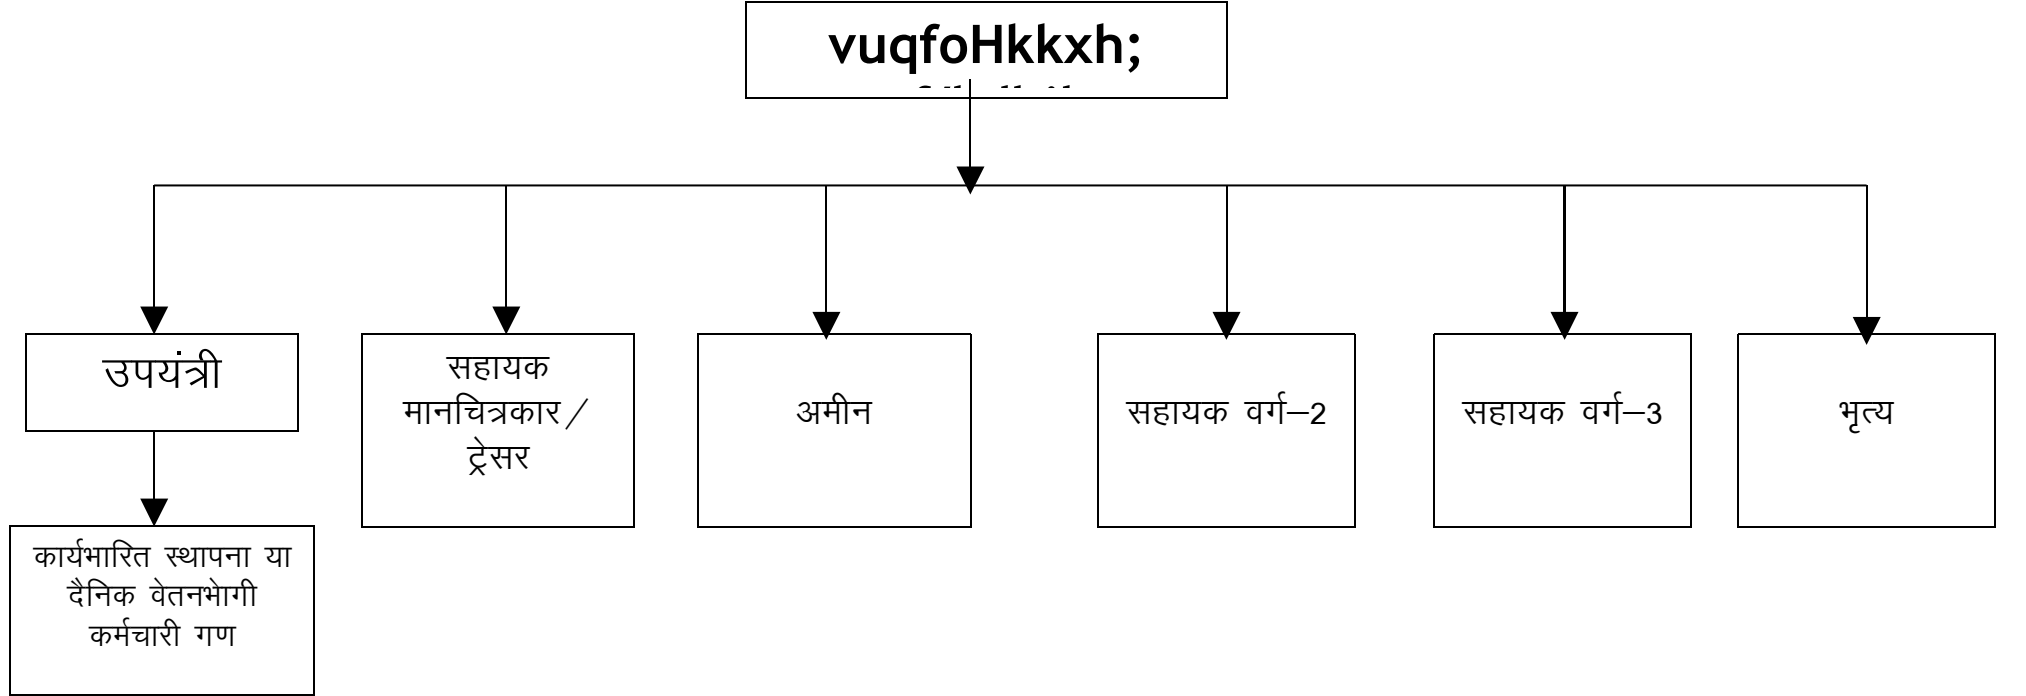 vuqfoHkkxh;
उपयंत्री
सहायक
मानचित्रकार/
ट्रेसर
अमीन
सहायक वर्ग–2
सहायक वर्ग–3
भृत्य
कार्यभारित स्थापना या
दैनिक वेतनभेागी
कर्मचारी गण